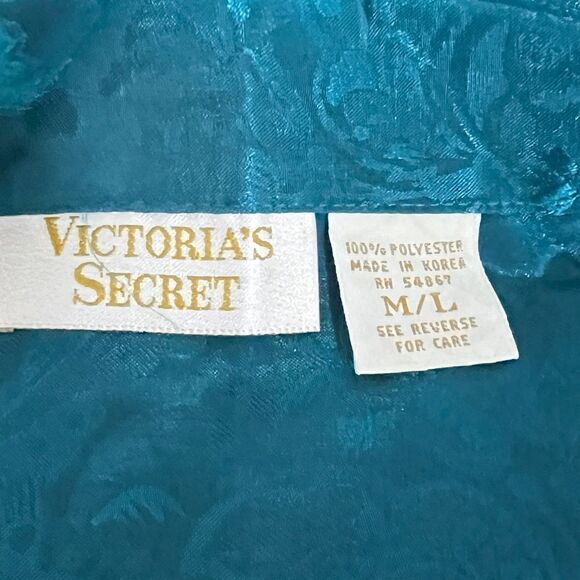 VICTORIA'S
SECRET
100% POLYESTER
MADE IN KOREA
RN 54867
M/L
SEE REVERSE
FOR CARE